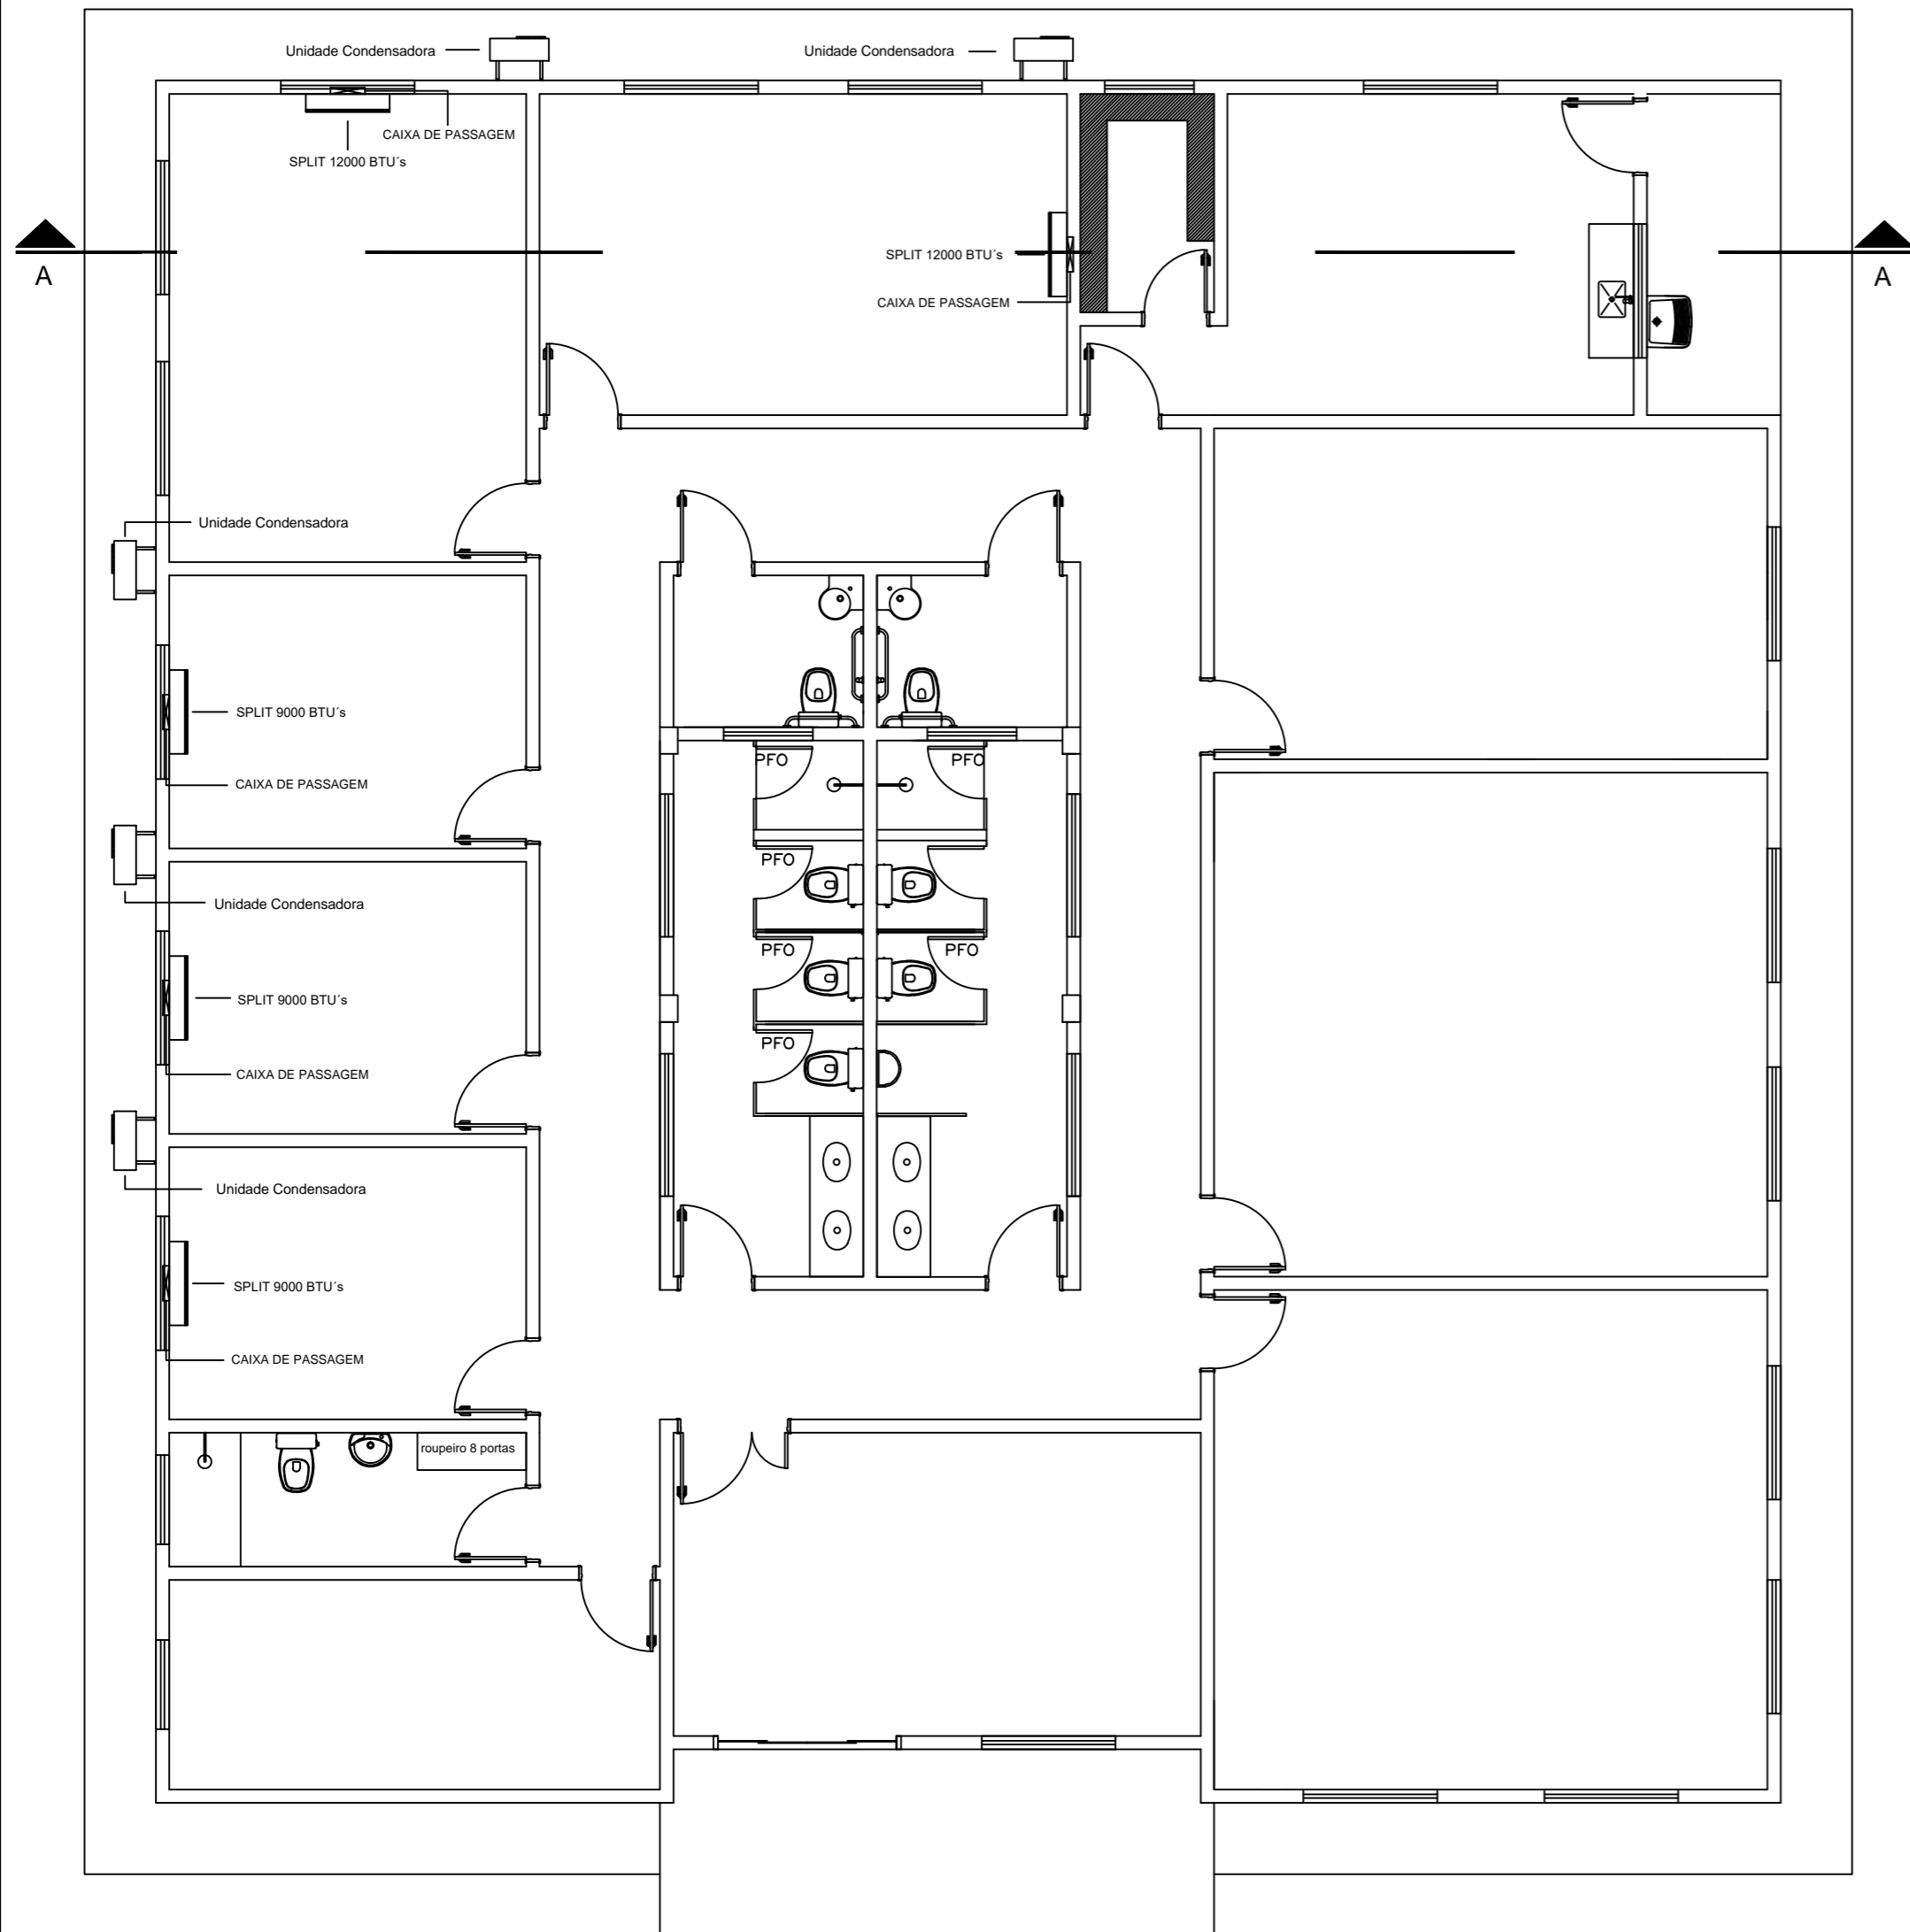 Unidade Condensadora
Unidade Condensadora
CAIXA DE PASSAGEM
SPLIT 12000 BTU´s
SPLIT 12000 BTU´s
A
A
CAIXA DE PASSAGEM
Unidade Condensadora
SPLIT 9000 BTU´s
PFO
PFO
CAIXA DE PASSAGEM
PFO
Unidade Condensadora
PFO
PFO
SPLIT 9000 BTU´s
PFO
CAIXA DE PASSAGEM
Unidade Condensadora
SPLIT 9000 BTU´s
CAIXA DE PASSAGEM
roupeiro 8 portas